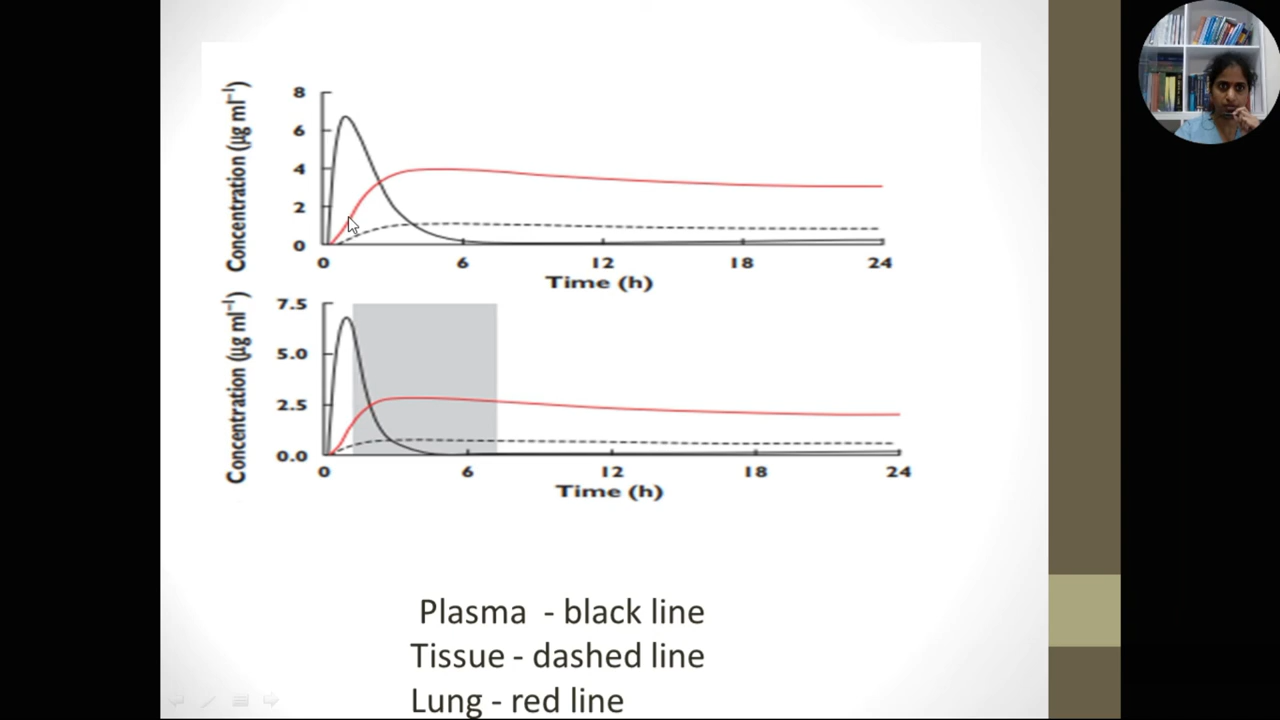 Concentration (µg ml⁻¹)
8
6
4
2
0
0 6 12 18 24
Time (h)
Concentration (µg ml⁻¹)
7.5
5.0
2.5
0.0
0 6 12 18 24
Time (h)
Plasma - black line
Tissue - dashed line
Lung - red line